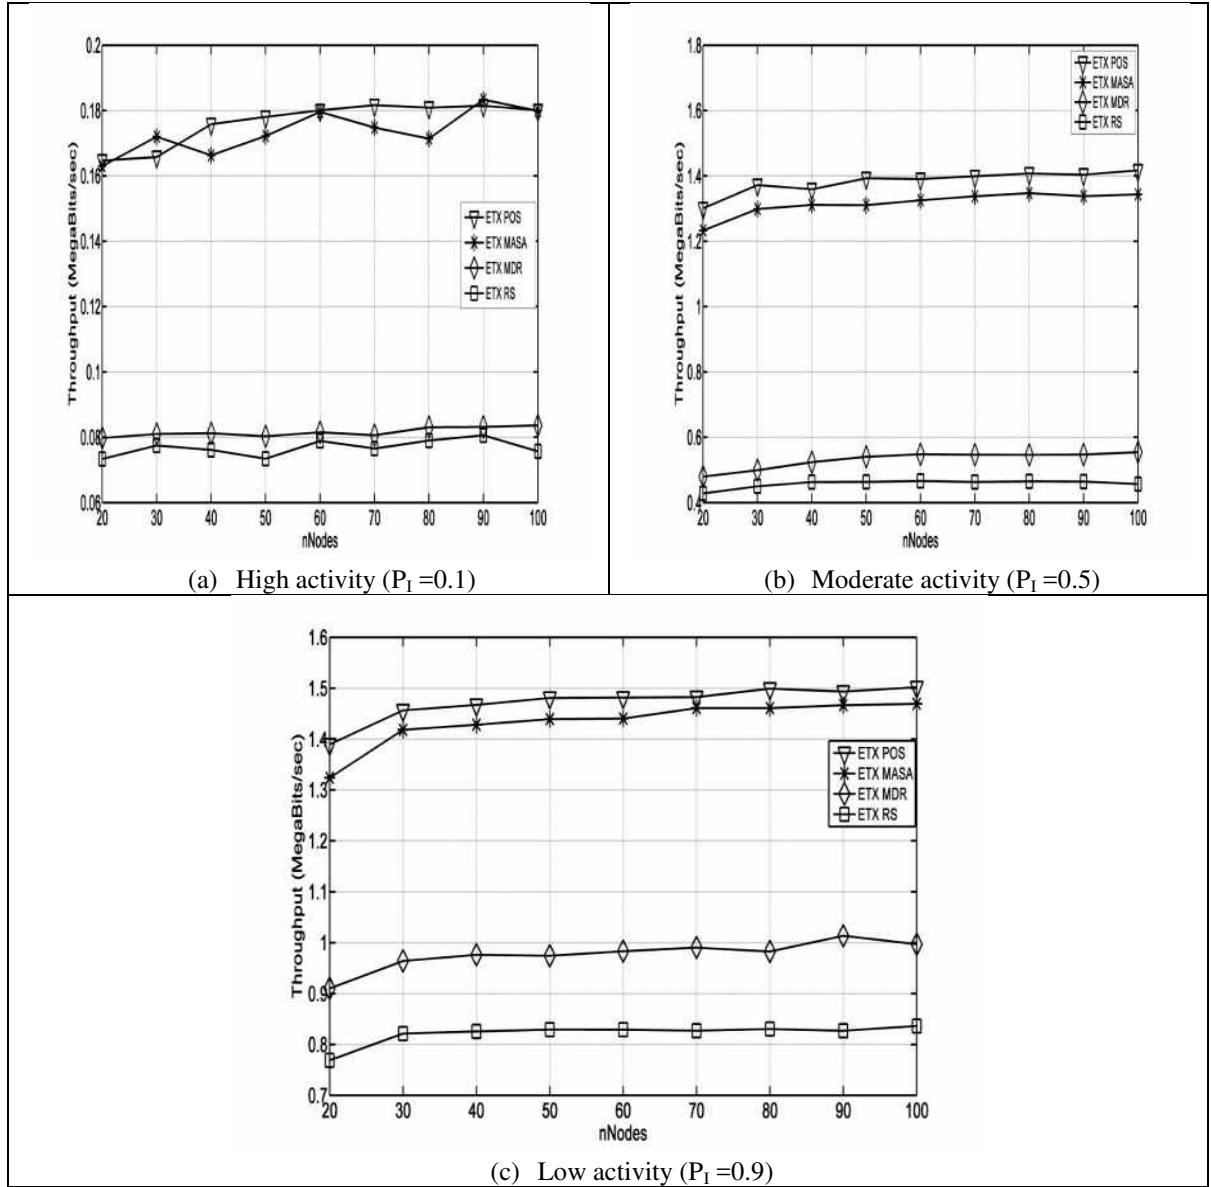 0.2
0.18
0.16
0.14
0.12
0.1
0.08
0.06
Throughput (MegaBits/sec)
ETX POS
ETX MASA
ETX MDR
ETX RS
20 30 40 50 60 70 80 90 100
nNodes
(a) High activity (P_I =0.1)
1.8
1.6
1.4
1.2
1
0.6
0.4
Throughput (MegaBits/sec)
ETX POS
ETX MASA
ETX MDR
ETX RS
20 30 40 50 60 70 80 90 100
nNodes
(b) Moderate activity (P_I =0.5)
1.6
1.5
1.4
1.3
1.2
1.1
1
0.9
0.8
0.7
Throughput (MegaBits/sec)
ETX POS
ETX MASA
ETX MDR
ETX RS
20 30 40 50 60 70 80 90 100
nNodes
(c) Low activity (P_I =0.9)